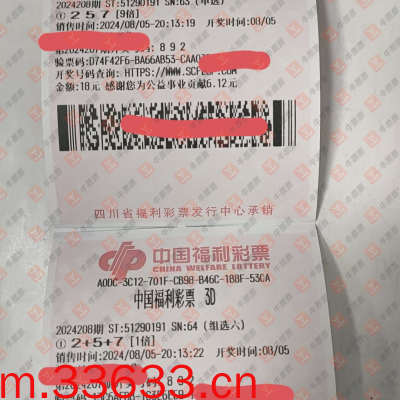 2024208期 ST:51290191 SN:63 (单选)
① 2 5 7 [9倍]
销售时间:2024/08/05-20:13:19 开奖时间:08/05
8 9 2
验票码:D74F42F6-BA66AB53-CAA0
开奖号码查询: HTTPS://WWW.SCFLCP.COM
金额:18元 感谢您为公益事业贡献6.12元
四川省福利彩票发行中心承销
中国福利彩票
CHINA WELFARE LOTTERY
A0DC-3C12-701F-CB98-B46C-188F-53CA
中国福利彩票 3D
2024208期 ST:51290191 SN:64 (组选六)
① 2+5+7 [1倍]
销售时间:2024/08/05-20:13:22 开奖时间:08/05
m.33633.cn